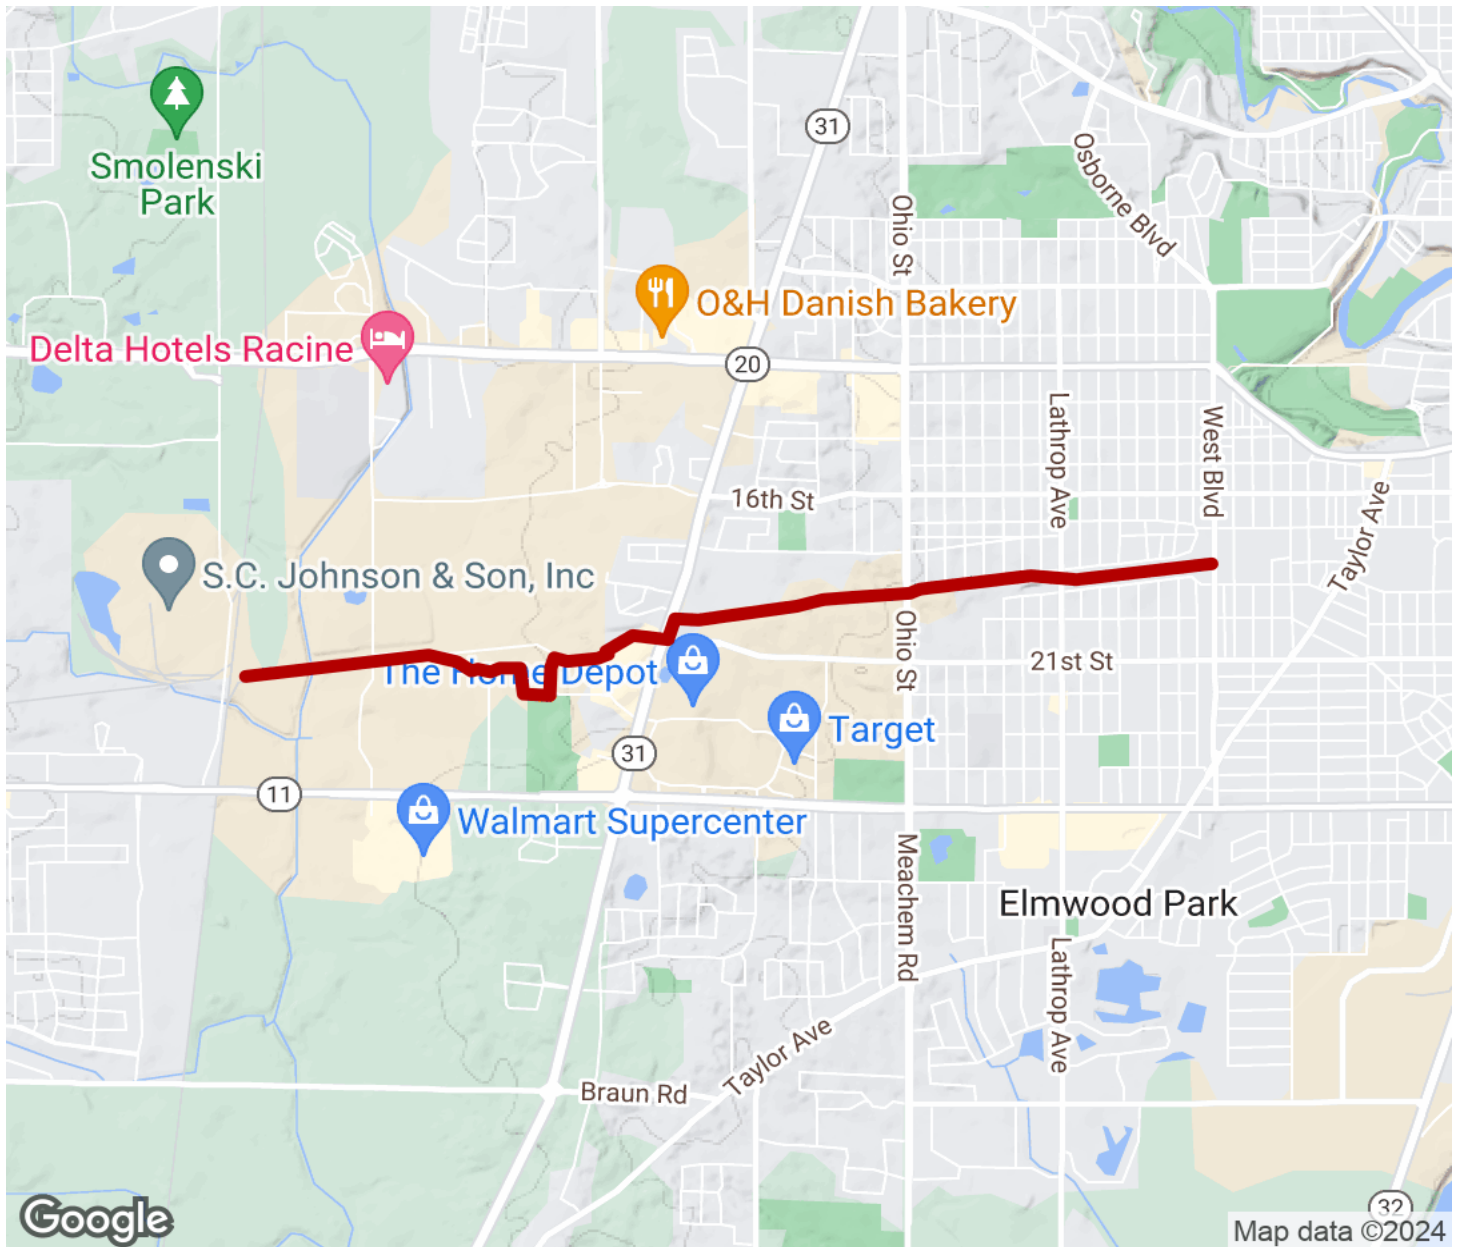 31
Smolenski
Park
Ohio St
Osborne Blvd
O&H Danish Bakery
Delta Hotels Racine
20
Lathrop Ave
West Blvd
16th St
Taylor Ave
S.C. Johnson & Son, Inc
Ohio St
21st St
The Home Depot
Target
31
11
Walmart Supercenter
Meachem Rd
Elmwood Park
Lathrop Ave
Taylor Ave
Braun Rd
32
Google
Map data ©2024